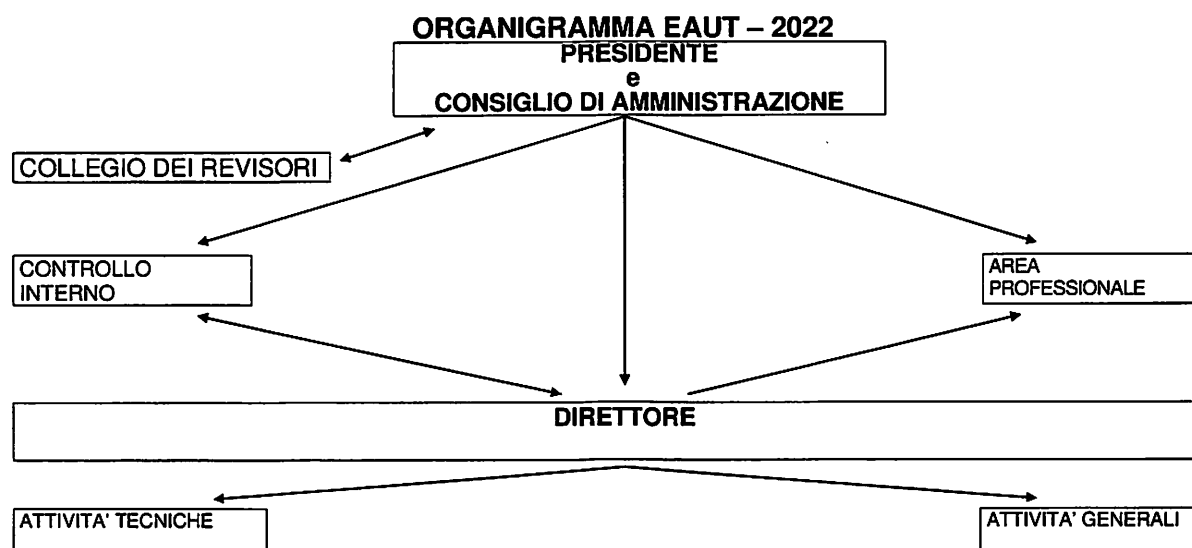 ORGANIGRAMMA EAUT – 2022
PRESIDENTE
e
CONSIGLIO DI AMMINISTRAZIONE
COLLEGIO DEI REVISORI
CONTROLLO
INTERNO
AREA
PROFESSIONALE
DIRETTORE
ATTIVITA' TECNICHE
ATTIVITA' GENERALI